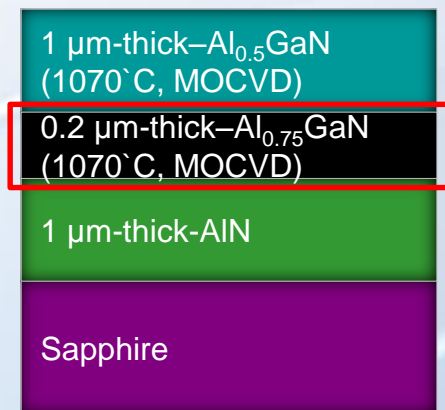 1 µm-thick–Al0.5GaN
(1070`C, MOCVD)
0.2 µm-thick–Al0.75GaN
(1070`C, MOCVD)
1 µm-thick-AlN
Sapphire